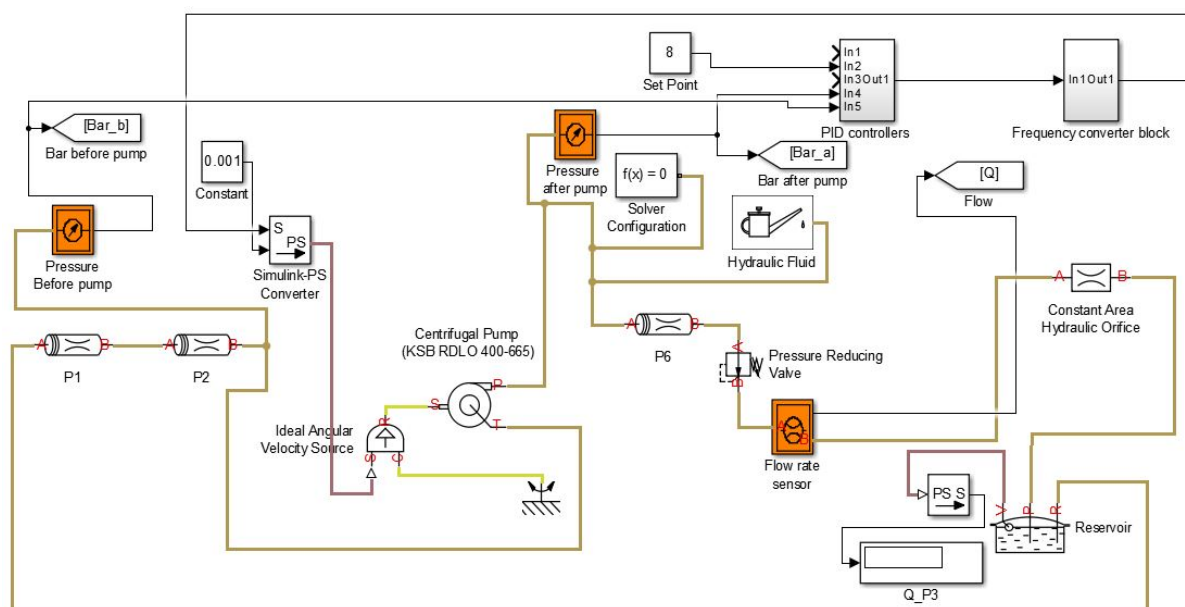 8
Set Point
In1
In2
In3 Out1
In4
In5
PID controllers
In1 Out1
Frequency converter block
[Bar_b]
Bar before pump
0.001
Constant
Pressure
after pump
[Bar_a]
Bar after pump
f(x) = 0
Solver
Configuration
[Q]
Flow
Pressure
Before pump
S
PS
Simulink-PS
Converter
Hydraulic Fluid
A
B
Constant Area
Hydraulic Orifice
A
B
P1
A
B
P2
Centrifugal Pump
(KSB RDLO 400-665)
P
S
T
A
B
P6
A
B
Pressure Reducing
Valve
Ideal Angular
Velocity Source
R
S
C
A
B
Flow rate
sensor
PS S
V
P
R
Reservoir
Q_P3